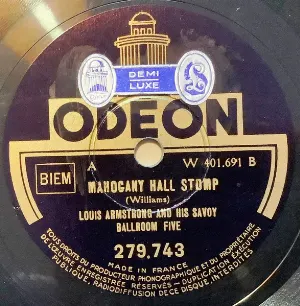 DEMI
LUXE
ODEON
A W 401.691 B
BIEM
MAHOGANY HALL STOMP
(Williams)
LOUIS ARMSTRONG AND HIS SAVOY
BALLROOM FIVE
279.743
MADE IN FRANCE
TOUS DROITS DU PRODUCTEUR PHONOGRAPHIQUE ET DU PROPRIÉTAIRE
DE L'ŒUVRE ENREGISTRÉE RÉSERVÉS - DUPLICATION, EXÉCUTION
PUBLIQUE, RADIODIFFUSION DE CE DISQUE INTERDITES